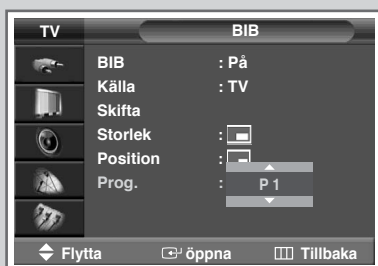 TV BIB
BIB : På
Källa : TV
Skifta
Storlek :
Position :
Prog. : P 1
Flytta öppna Tillbaka